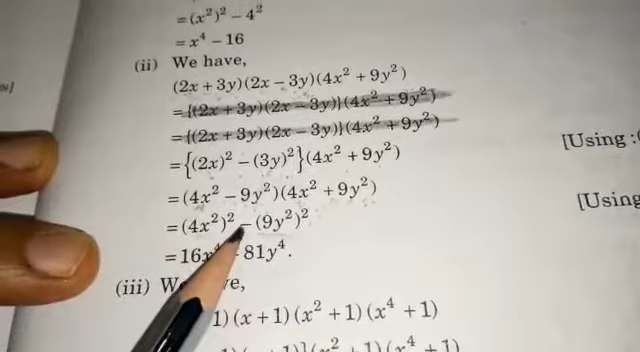 = (x²)² − 4²
= x⁴ − 16
(ii) We have,
(2x + 3y)(2x − 3y)(4x² + 9y²)
= {(2x + 3y)(2x − 3y)}(4x² + 9y²)
= {(2x + 3y)(2x − 3y)}(4x² + 9y²)
= {(2x)² − (3y)²}(4x² + 9y²)
[Using :
= (4x² − 9y²)(4x² + 9y²)
[Using
= (4x²)² − (9y²)²
= 16x⁴ 81y⁴.
(iii)
1)(x + 1)(x² + 1)(x⁴ + 1)